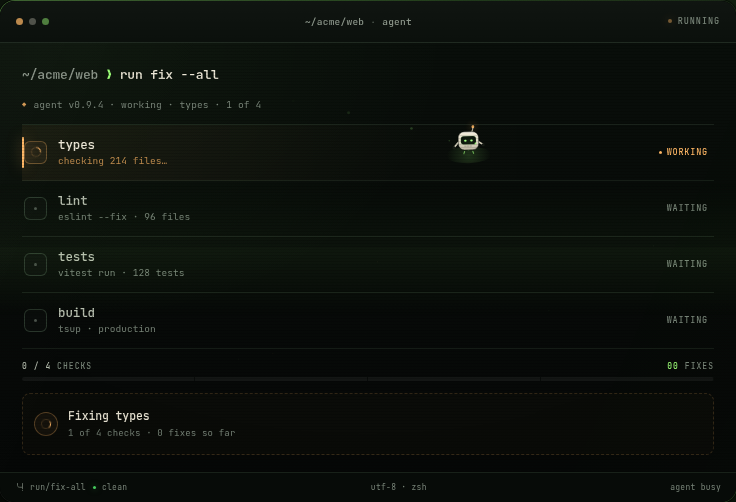 ~/acme/web · agent
RUNNING
~/acme/web ❯ run fix --all
agent v0.9.4 · working · types · 1 of 4
types
checking 214 files…
WORKING
lint
eslint --fix · 96 files
WAITING
tests
vitest run · 128 tests
WAITING
build
tsup · production
WAITING
0 / 4 CHECKS
00 FIXES
Fixing types
1 of 4 checks · 0 fixes so far
run/fix-all • clean
utf-8 · zsh
agent busy